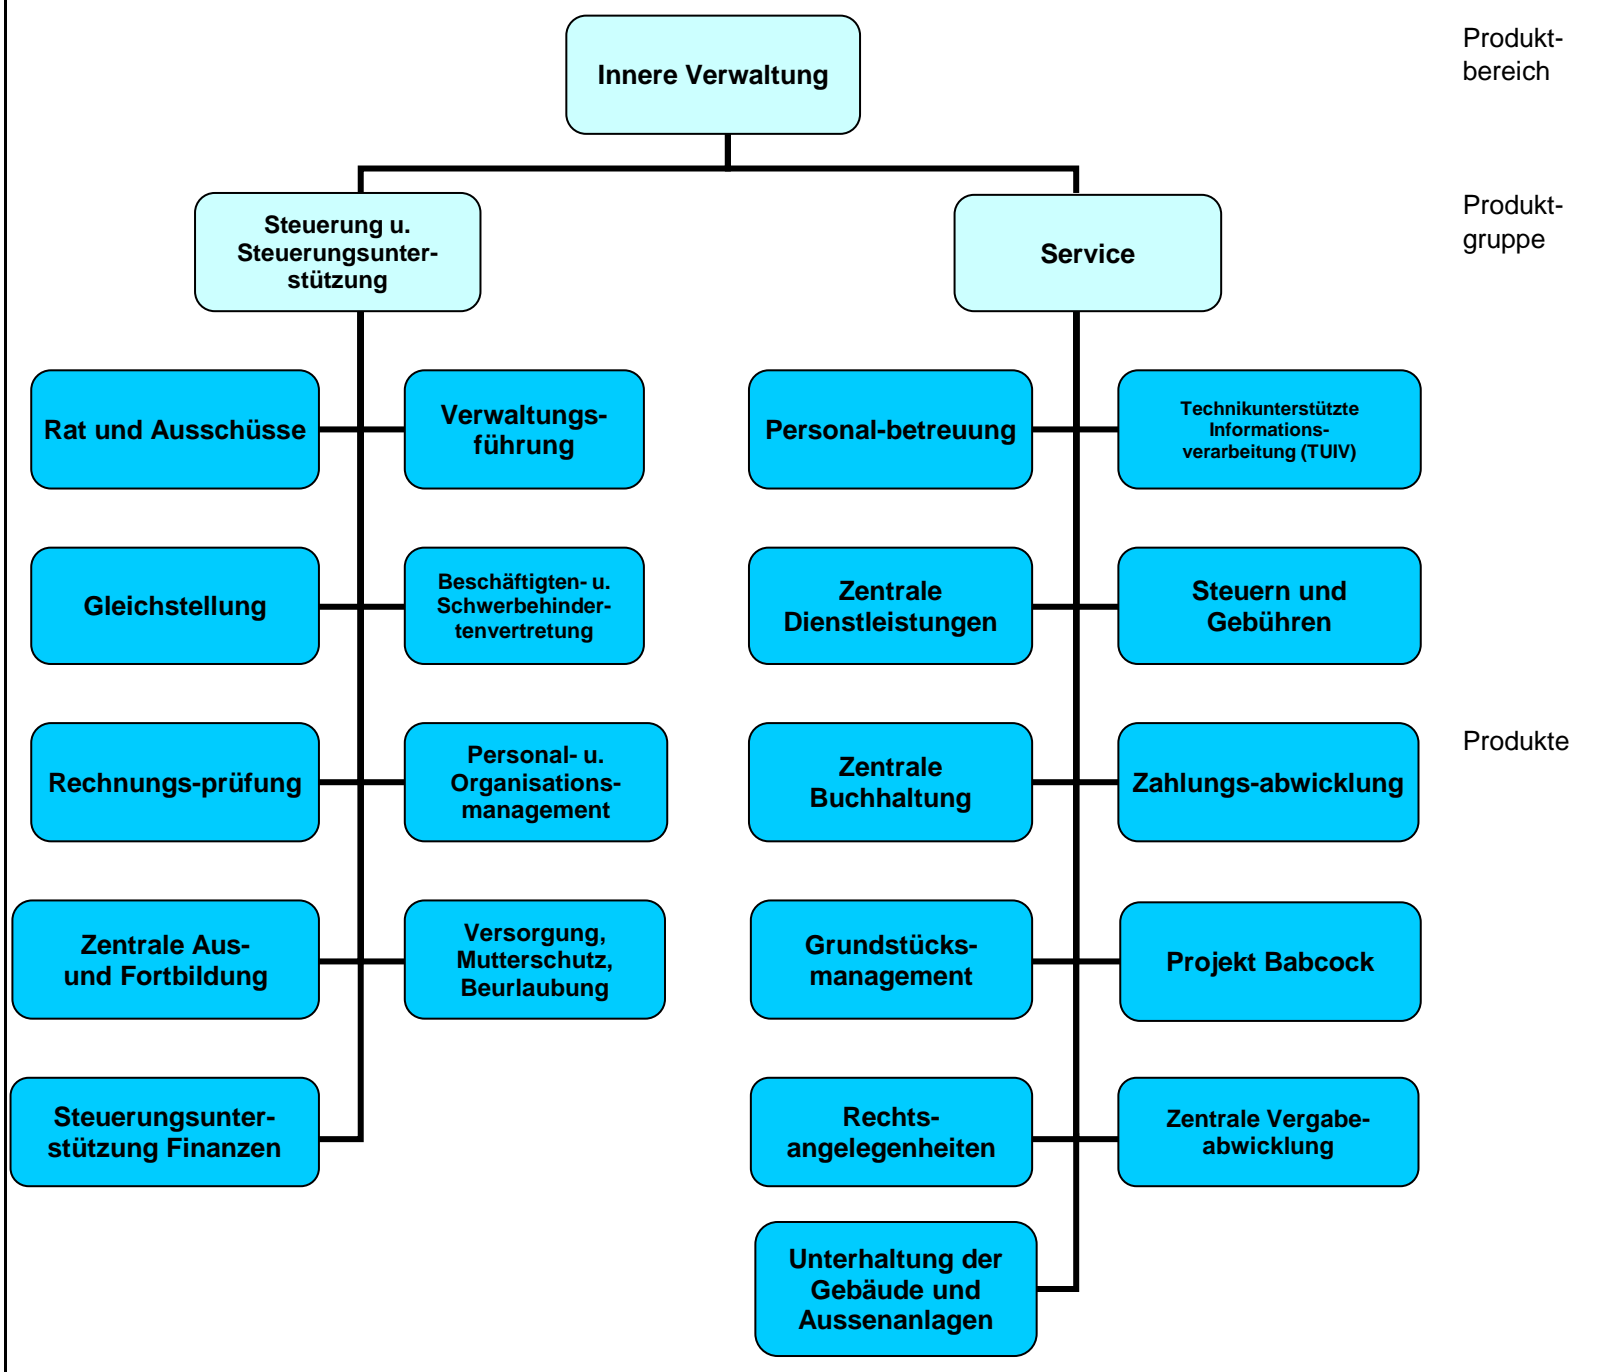 Innere Verwaltung
Produkt-
bereich
Steuerung u.
Steuerungsunter-
stützung
Service
Produkt-
gruppe
Rat und Ausschüsse
Verwaltungs-
führung
Personal-betreuung
Technikunterstützte
Informations-
verarbeitung (TUIV)
Gleichstellung
Beschäftigten- u.
Schwerbehinder-
tenvertretung
Zentrale
Dienstleistungen
Steuern und
Gebühren
Rechnungs-prüfung
Personal- u.
Organisations-
management
Zentrale
Buchhaltung
Zahlungs-abwicklung
Produkte
Zentrale Aus-
und Fortbildung
Versorgung,
Mutterschutz,
Beurlaubung
Grundstücks-
management
Projekt Babcock
Steuerungsunter-
stützung Finanzen
Rechts-
angelegenheiten
Zentrale Vergabe-
abwicklung
Unterhaltung der
Gebäude und
Aussenanlagen